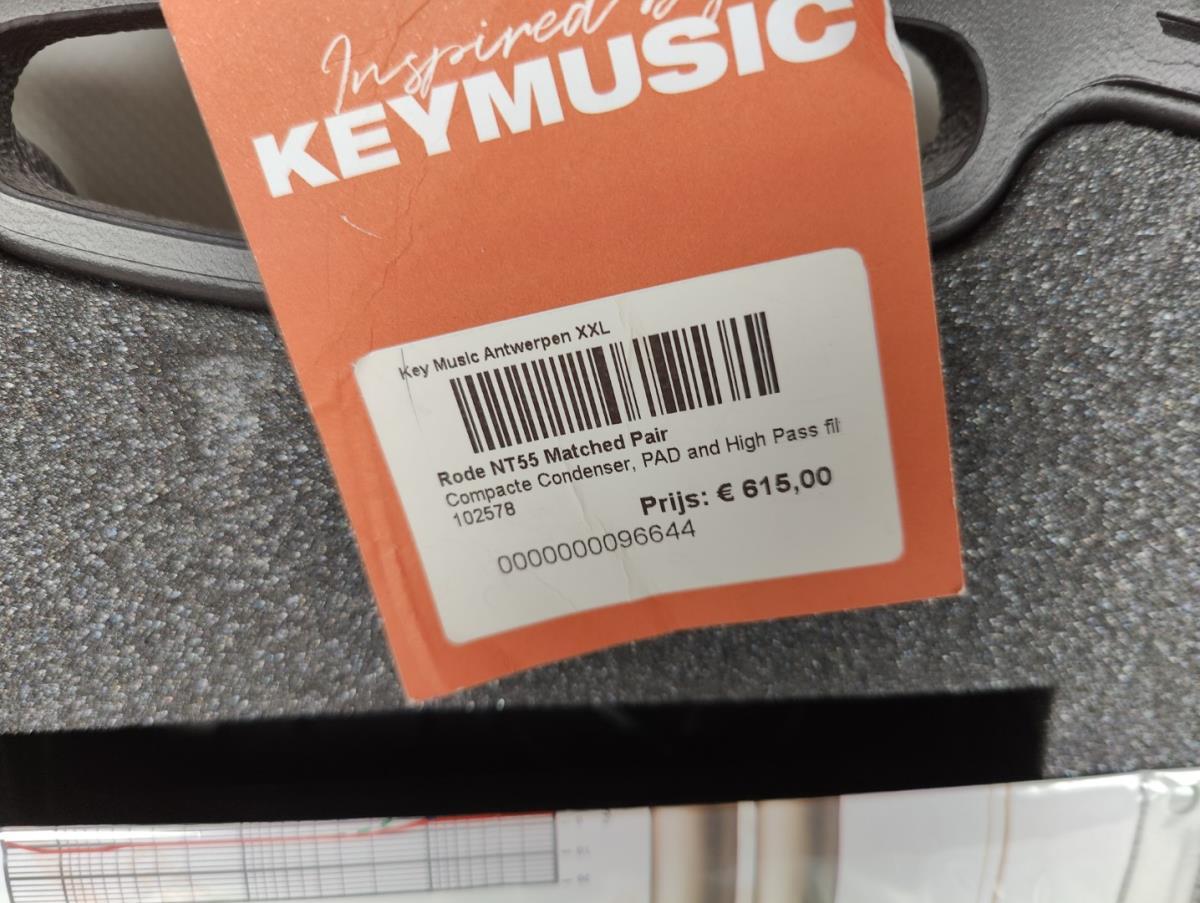 Inspired by
KEYMUSIC
Key Music Antwerpen XXL
Rode NT55 Matched Pair
Compacte Condenser, PAD and High Pass fil
102578
Prijs: € 615,00
0000000096644